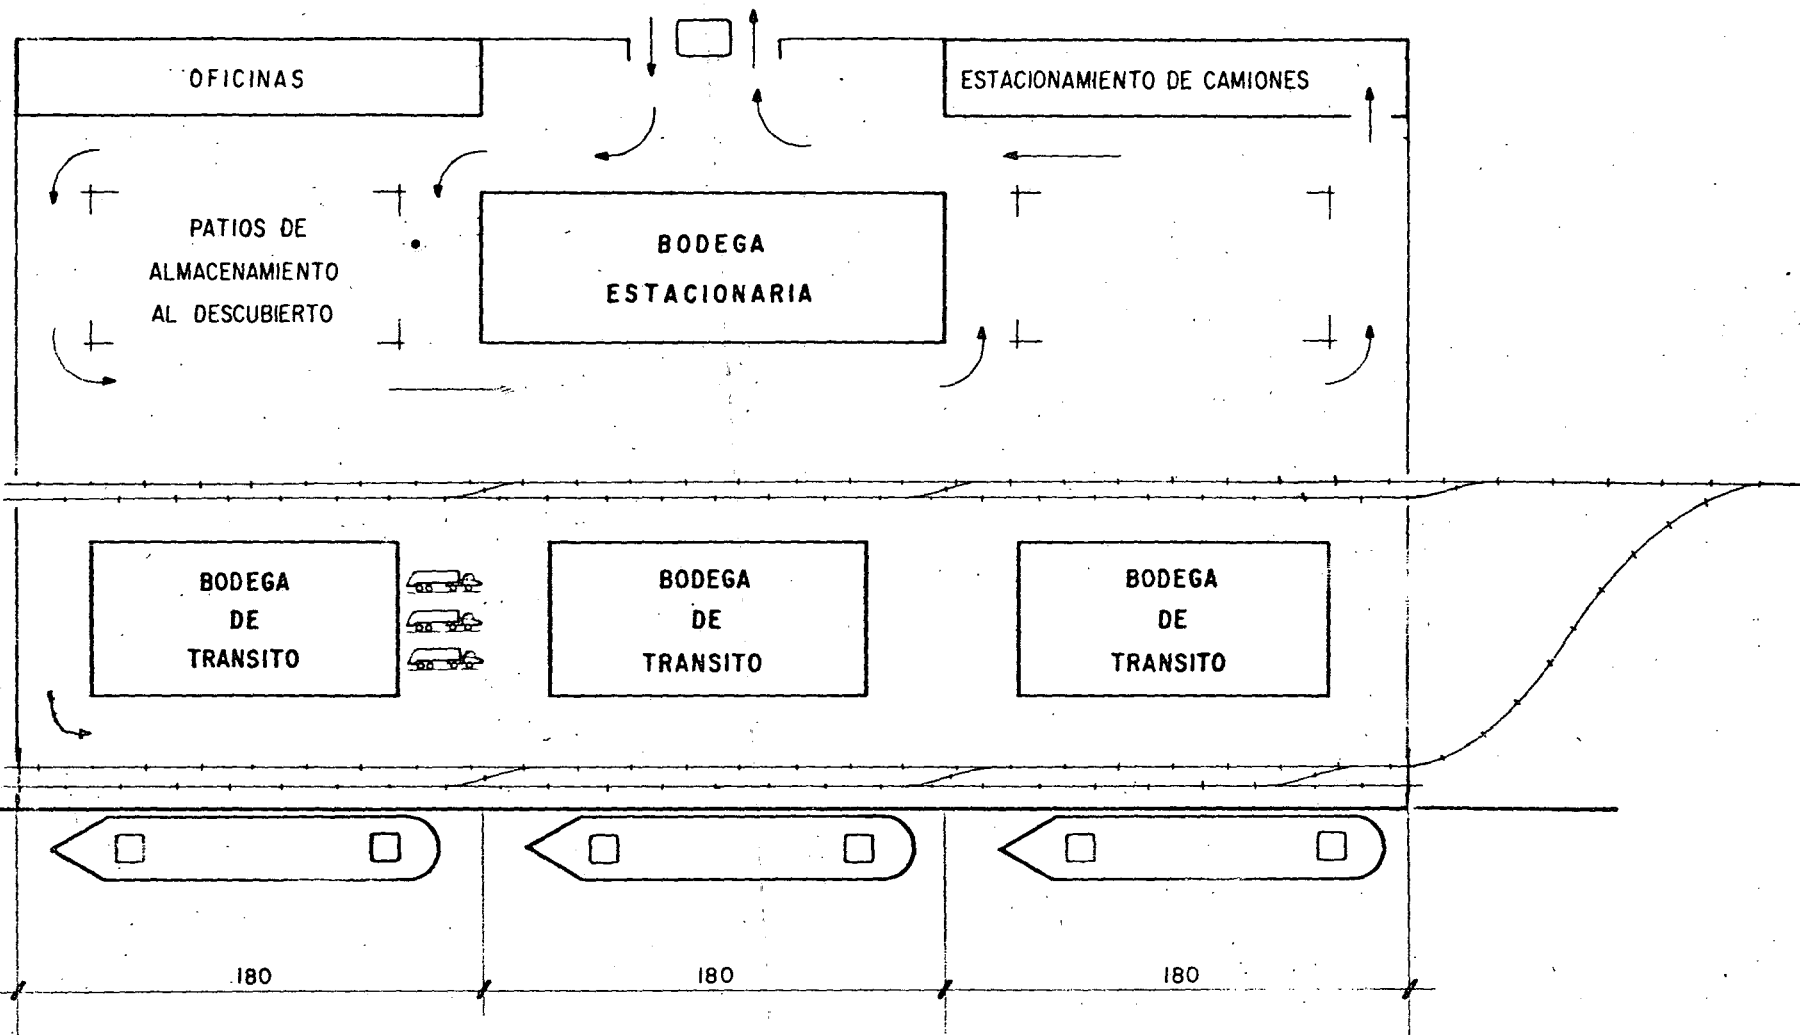 OFICINAS
ESTACIONAMIENTO DE CAMIONES
PATIOS DE
ALMACENAMIENTO
AL DESCUBIERTO
BODEGA
ESTACIONARIA
BODEGA
DE
TRANSITO
BODEGA
DE
TRANSITO
BODEGA
DE
TRANSITO
180
180
180